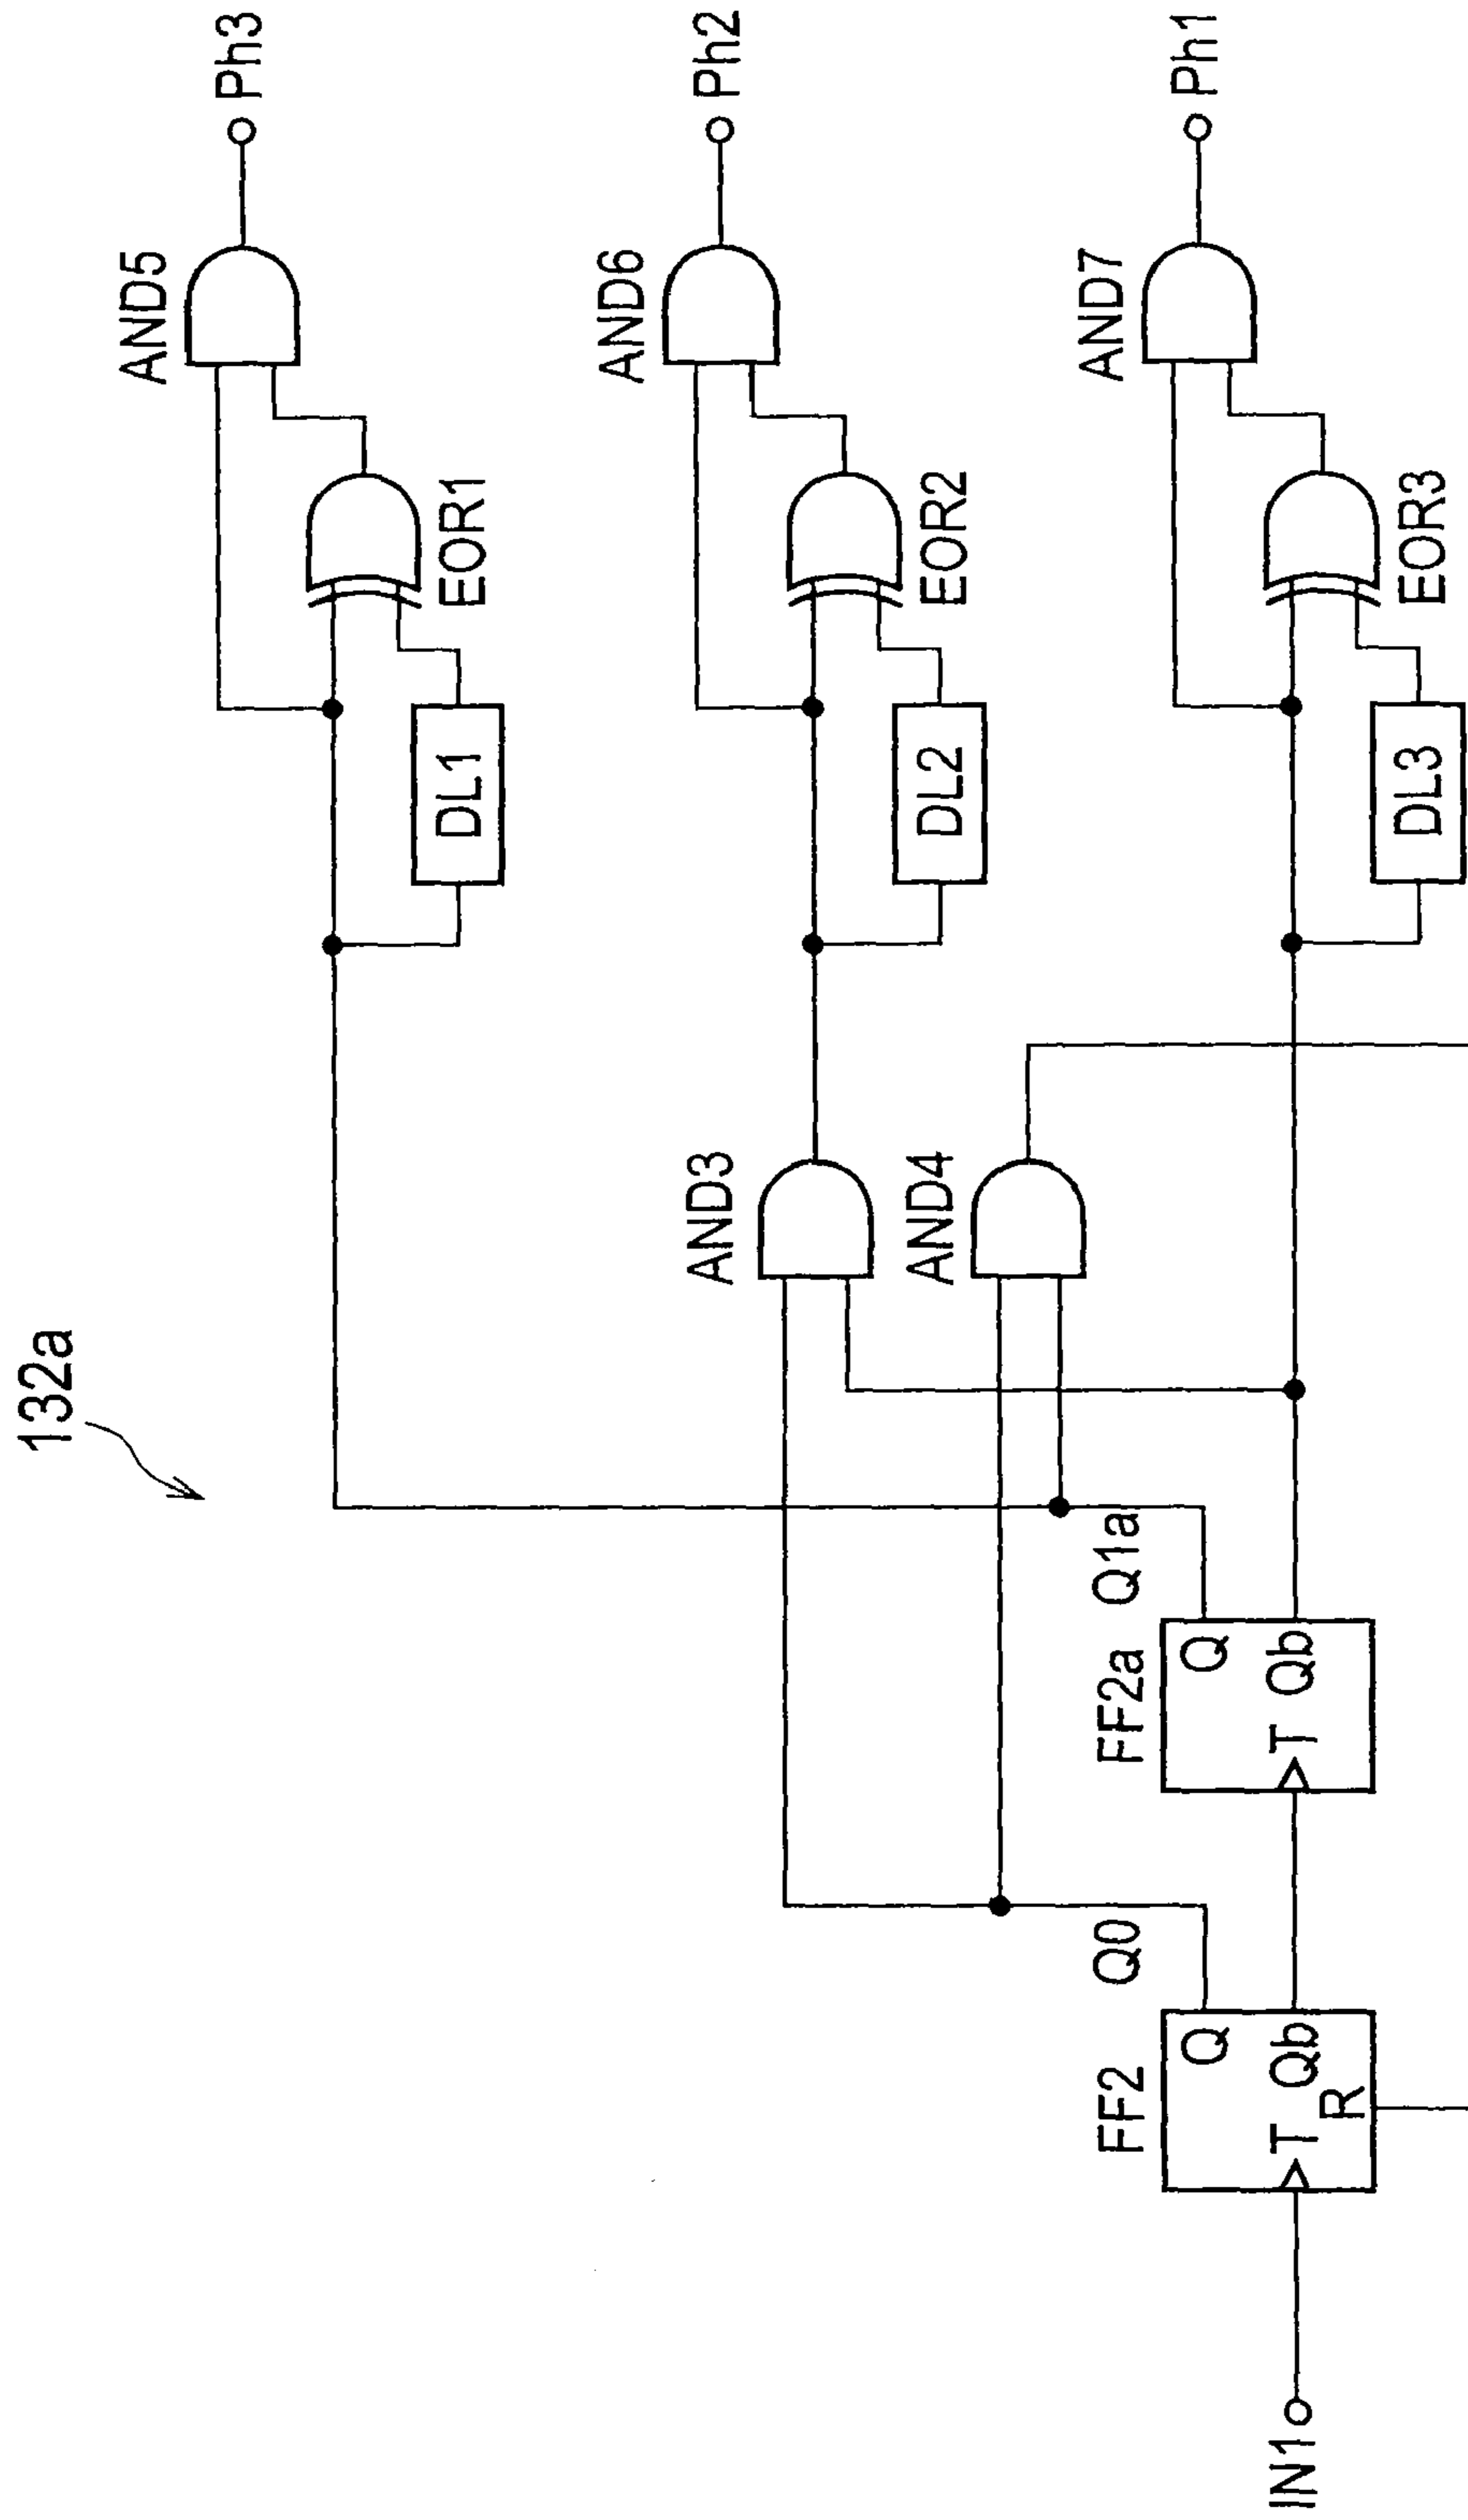 132a
AND5
Ph3
EOR1
DL1
AND3
AND6
Ph2
EOR2
DL2
AND4
Q0
Q1a
AND7
Ph1
FF2
Q
FF2a
Q
IN1
T
Qb
R
T
Qb
DL3
EOR3